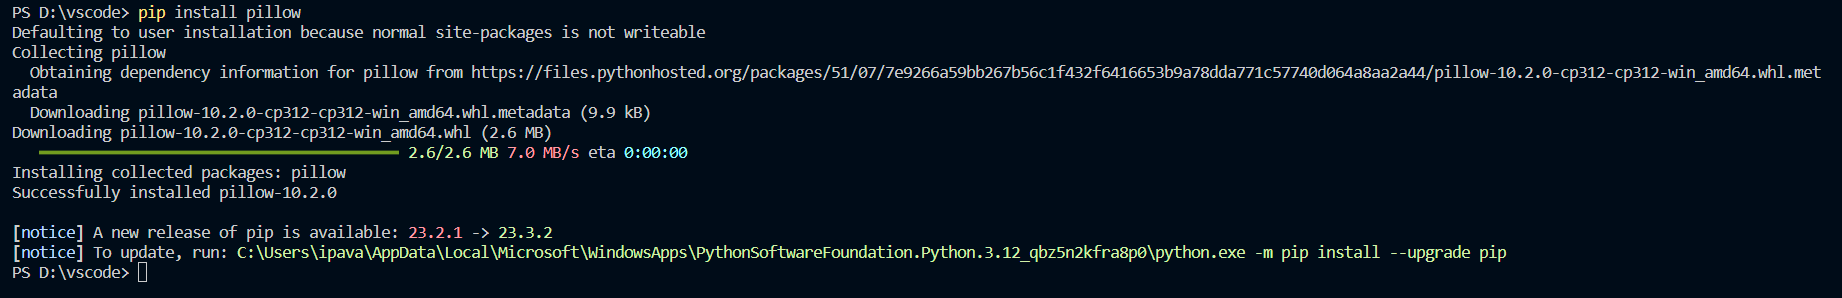 PS D:\vscode> pip install pillow
Defaulting to user installation because normal site-packages is not writeable
Collecting pillow
  Obtaining dependency information for pillow from https://files.pythonhosted.org/packages/51/07/7e9266a59bb267b56c1f432f6416653b9a78dda771c57740d064a8aa2a44/pillow-10.2.0-cp312-cp312-win_amd64.whl.met
adata
  Downloading pillow-10.2.0-cp312-cp312-win_amd64.whl.metadata (9.9 kB)
Downloading pillow-10.2.0-cp312-cp312-win_amd64.whl (2.6 MB)
2.6/2.6 MB 7.0 MB/s eta 0:00:00
Installing collected packages: pillow
Successfully installed pillow-10.2.0
[notice] A new release of pip is available: 23.2.1 -> 23.3.2
[notice] To update, run: C:\Users\ipava\AppData\Local\Microsoft\WindowsApps\PythonSoftwareFoundation.Python.3.12_qbz5n2kfra8p0\python.exe -m pip install --upgrade pip
PS D:\vscode>